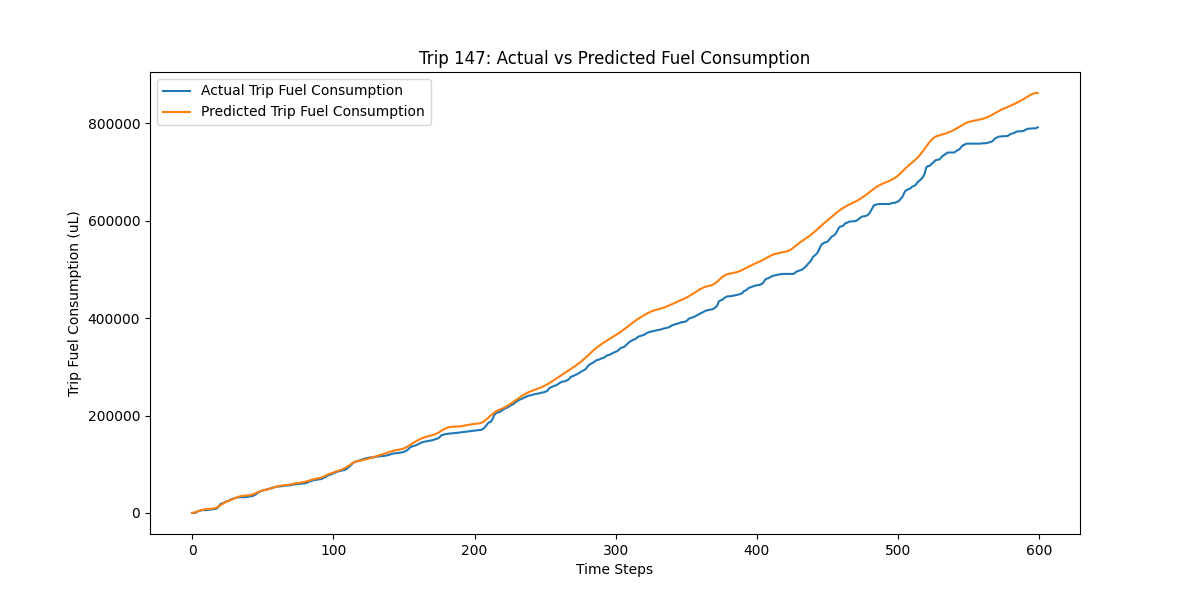 Trip 147: Actual vs Predicted Fuel Consumption
Actual Trip Fuel Consumption
Predicted Trip Fuel Consumption
Trip Fuel Consumption (uL)
800000
600000
400000
200000
0
0 100 200 300 400 500 600
Time Steps